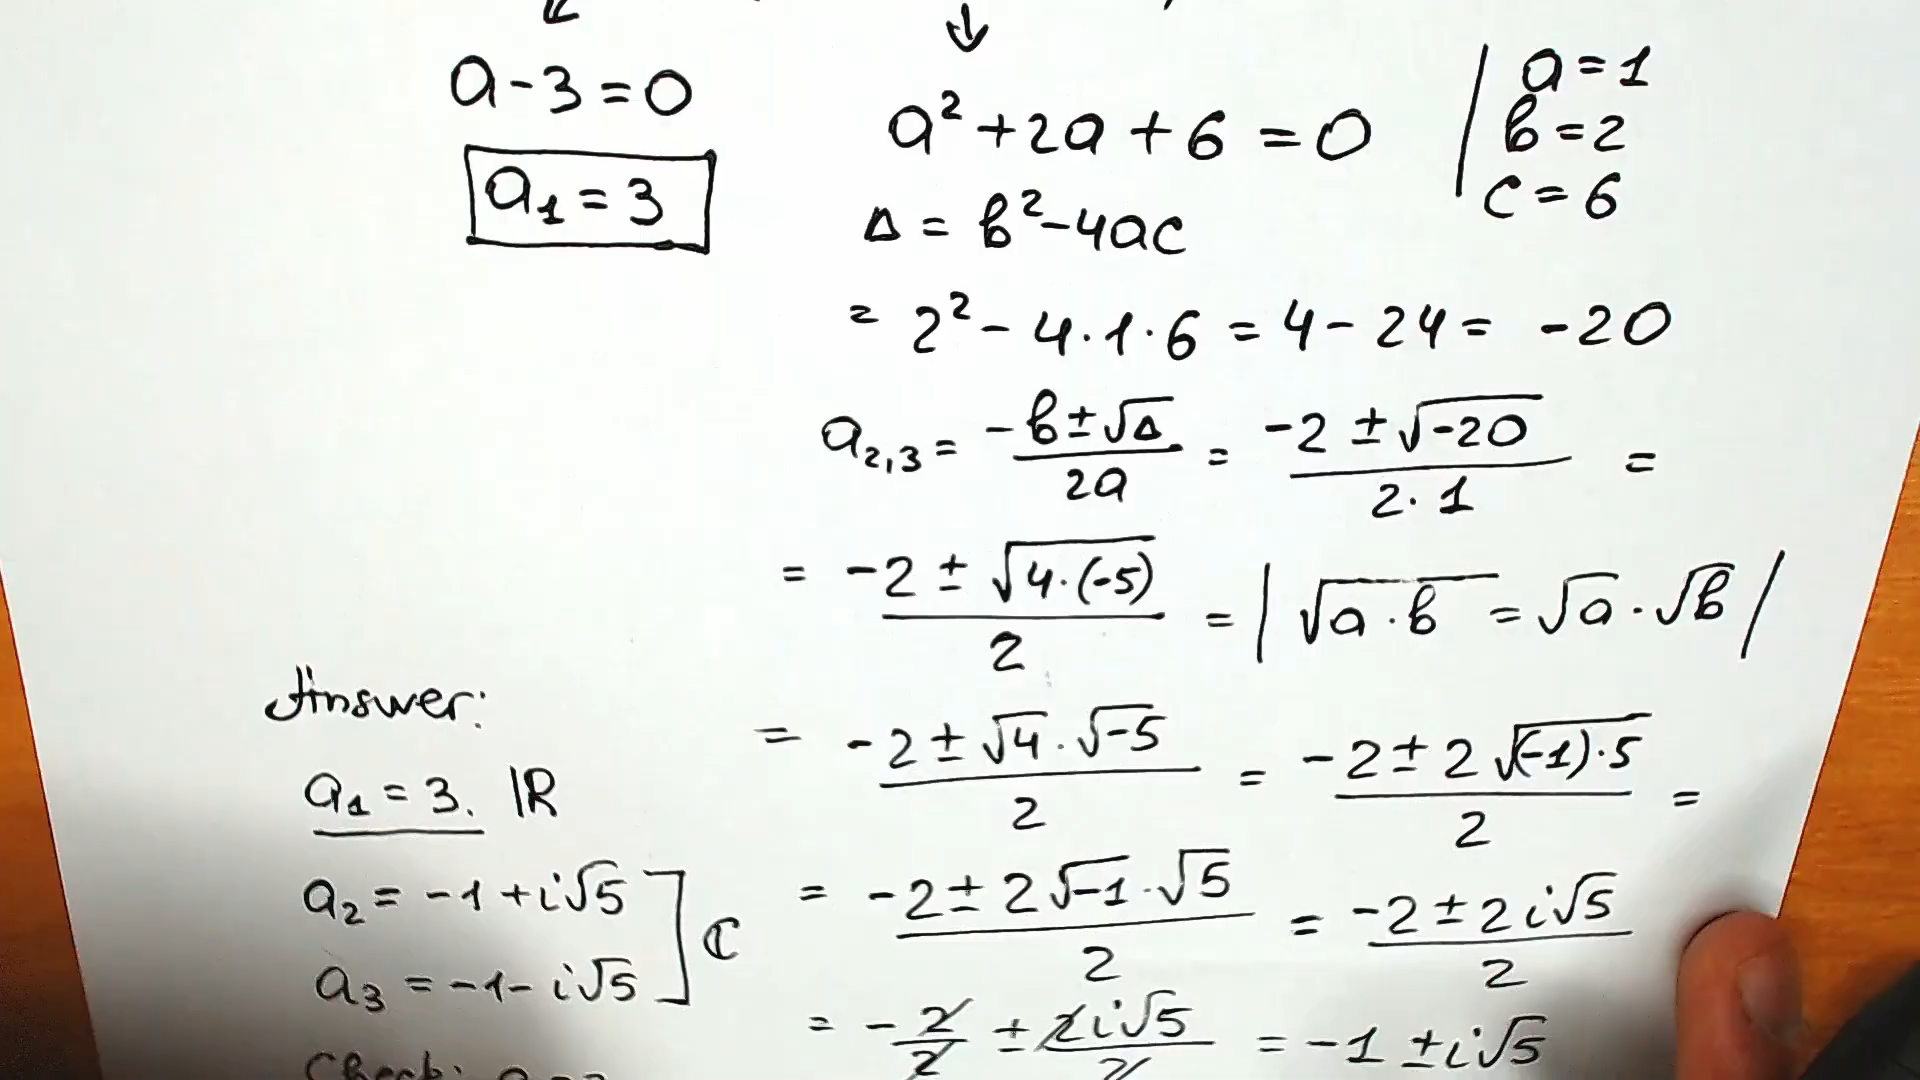 a-3=0
a₁=3
a²+2a+6=0
a=1
b=2
c=6
Δ=b²-4ac
=2²-4·1·6=4-24=-20
a₂,₃=(-b±√Δ)/2a=(-2±√-20)/(2·1)=
=(-2±√(4·(-5)))/2=|√(a·b)=√a·√b|
=(-2±√4·√-5)/2=(-2±2√((-1)·5))/2=
=(-2±2√-1·√5)/2=(-2±2i√5)/2
=-2/2±2i√5/2=-1±i√5
Answer:
a₁=3. ℝ
a₂=-1+i√5
a₃=-1-i√5
ℂ
Check: